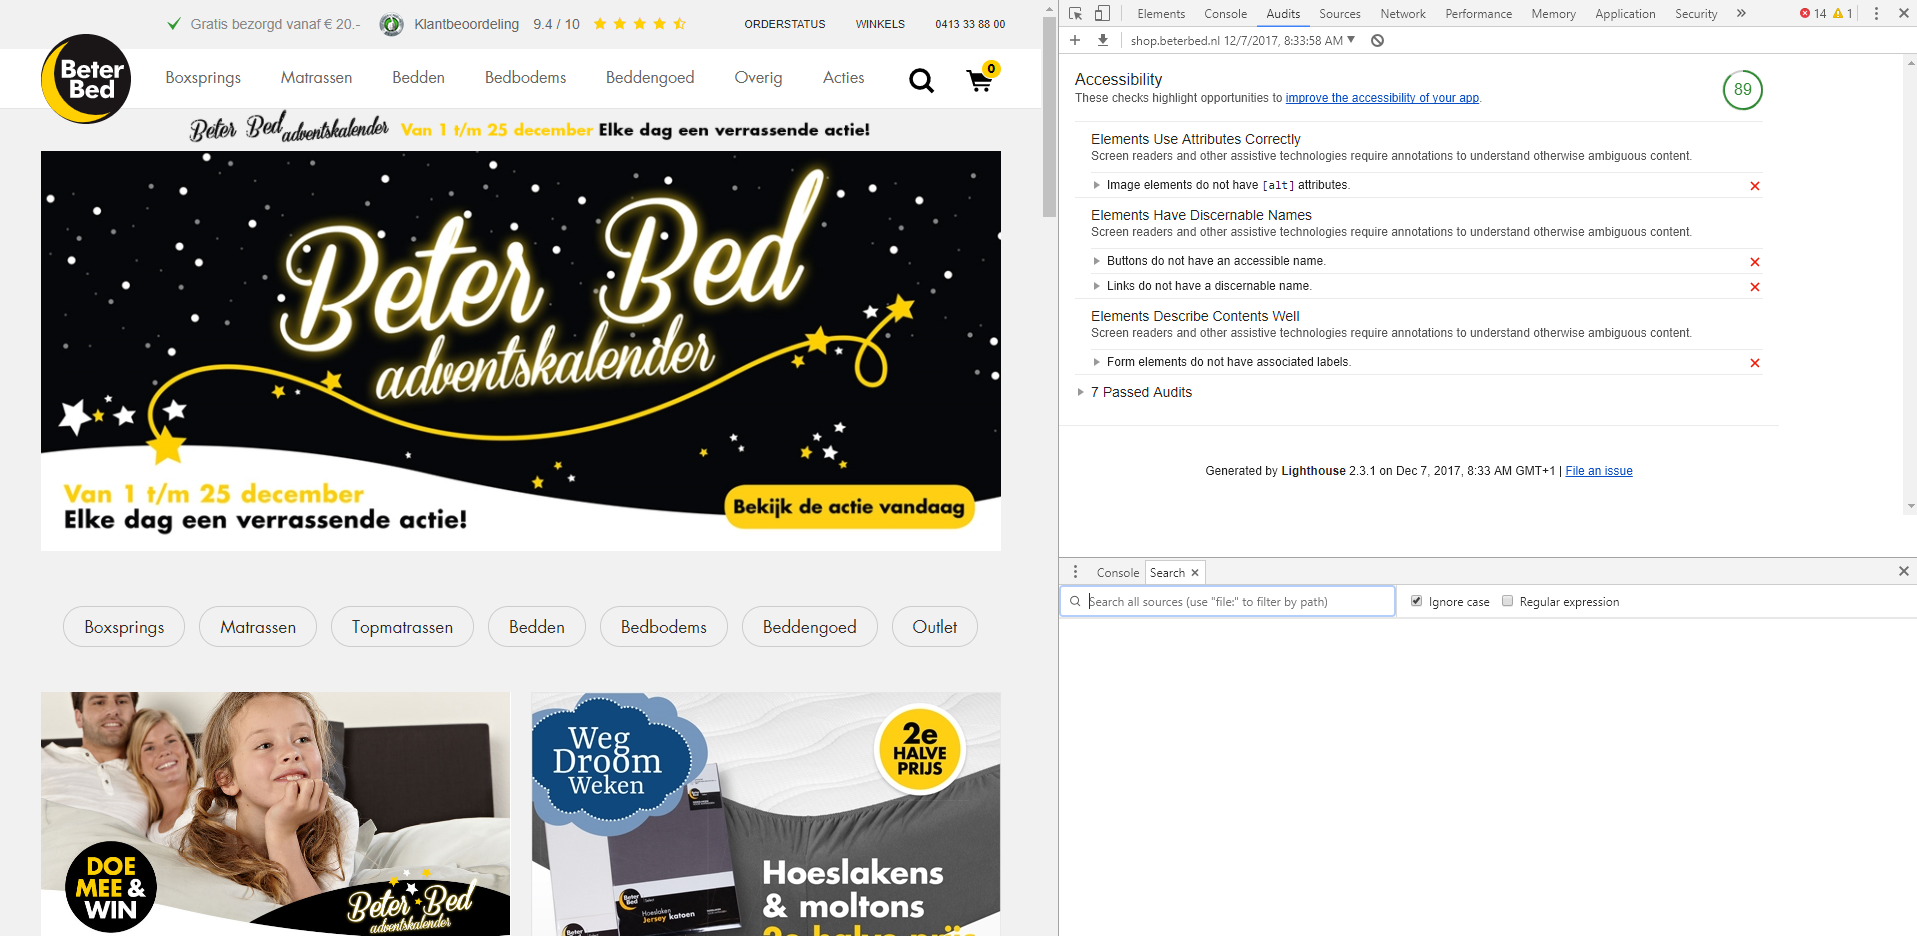 Gratis bezorgd vanaf € 20.-
Klantbeoordeling 9.4 / 10
ORDERSTATUS WINKELS 0413 33 88 00
Beter Bed
Boxsprings Matrassen Bedden Bedbodems Beddengoed Overig Acties
0
Beter Bed adventskalender Van 1 t/m 25 december Elke dag een verrassende actie!
Beter Bed
adventskalender
Van 1 t/m 25 december
Elke dag een verrassende actie!
Bekijk de actie vandaag
Boxsprings Matrassen Topmatrassen Bedden Bedbodems Beddengoed Outlet
DOE
MEE &
WIN
Beter Bed
adventskalender
Weg
Droom
Weken
2e
HALVE
PRIJS
Beter Bed
Hoeslaken
Jersey katoen
Beter Bed
Hoeslakens
& moltons
2e halve prijs
Elements Console Audits Sources Network Performance Memory Application Security » 14 1
shop.beterbed.nl 12/7/2017, 8:33:58 AM
Accessibility
These checks highlight opportunities to improve the accessibility of your app.
89
Elements Use Attributes Correctly
Screen readers and other assistive technologies require annotations to understand otherwise ambiguous content.
Image elements do not have [alt] attributes.
Elements Have Discernable Names
Screen readers and other assistive technologies require annotations to understand otherwise ambiguous content.
Buttons do not have an accessible name.
Links do not have a discernable name.
Elements Describe Contents Well
Screen readers and other assistive technologies require annotations to understand otherwise ambiguous content.
Form elements do not have associated labels.
7 Passed Audits
Generated by Lighthouse 2.3.1 on Dec 7, 2017, 8:33 AM GMT+1 | File an issue
Console Search
Search all sources (use "file:" to filter by path) Ignore case Regular expression